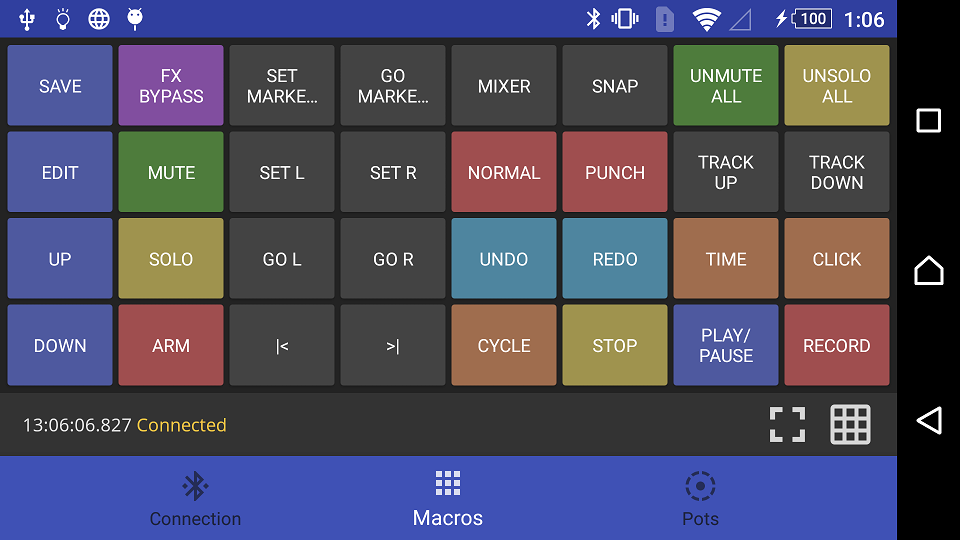 100 1:06
SAVE
FX
BYPASS
SET
MARKE...
GO
MARKE...
MIXER
SNAP
UNMUTE
ALL
UNSOLO
ALL
EDIT
MUTE
SET L
SET R
NORMAL
PUNCH
TRACK
UP
TRACK
DOWN
UP
SOLO
GO L
GO R
UNDO
REDO
TIME
CLICK
DOWN
ARM
|<
>|
CYCLE
STOP
PLAY/
PAUSE
RECORD
13:06:06.827 Connected
Connection
Macros
Pots